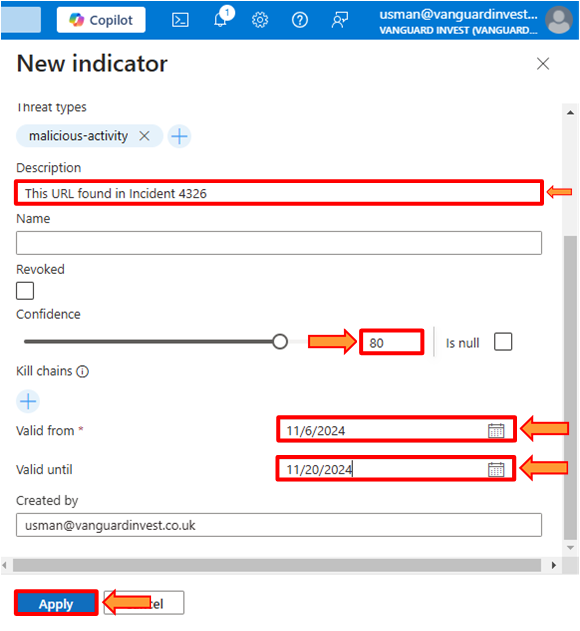 Copilot
1
usman@vanguardinvest...
VANGUARD INVEST (VANGUARD...
New indicator
Threat types
malicious-activity
Description
This URL found in Incident 4326
Name
Revoked
Confidence
80
Is null
Kill chains
Valid from *
11/6/2024
Valid until
11/20/2024
Created by
usman@vanguardinvest.co.uk
Apply